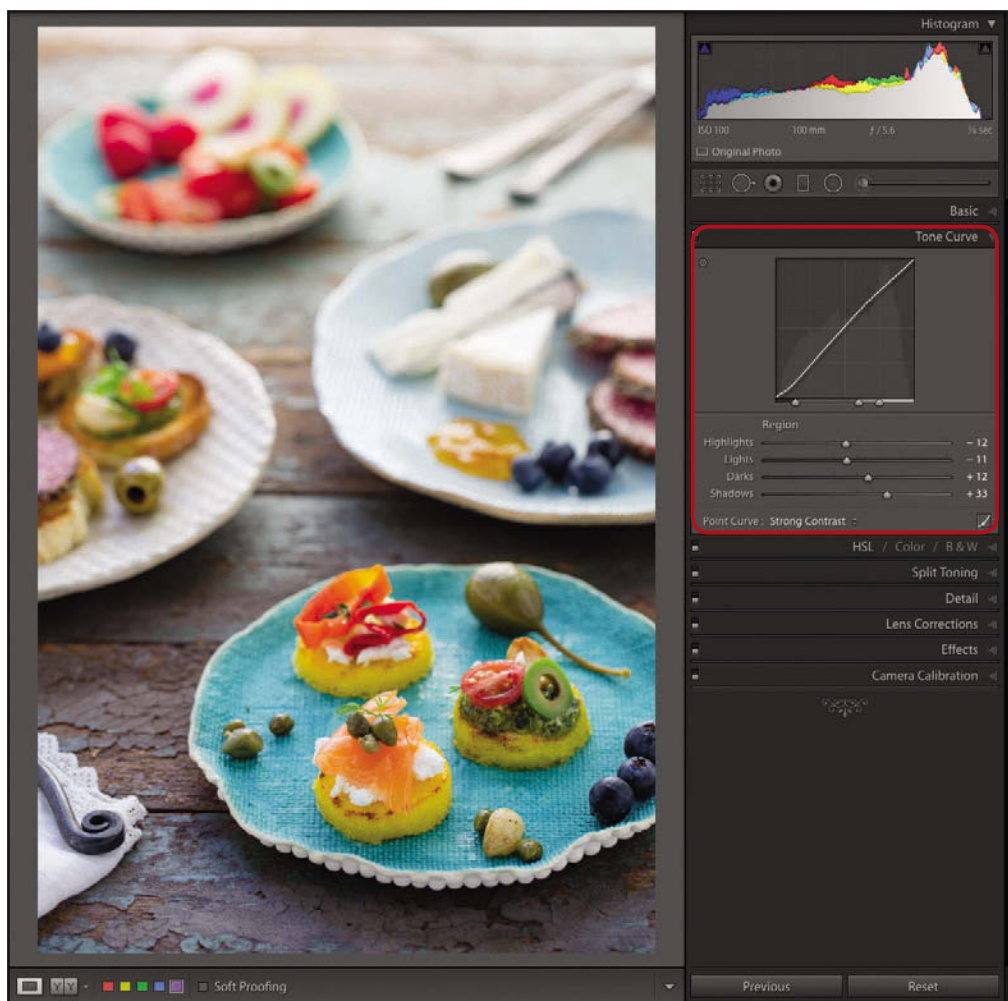 Histogram
ISO 100 100 mm f / 5.6 ⅙ sec
Original Photo
Basic
Tone Curve
Region
Highlights − 12
Lights − 11
Darks + 12
Shadows + 33
Point Curve : Strong Contrast
HSL / Color / B & W
Split Toning
Detail
Lens Corrections
Effects
Camera Calibration
Y Y
Soft Proofing
Previous
Reset